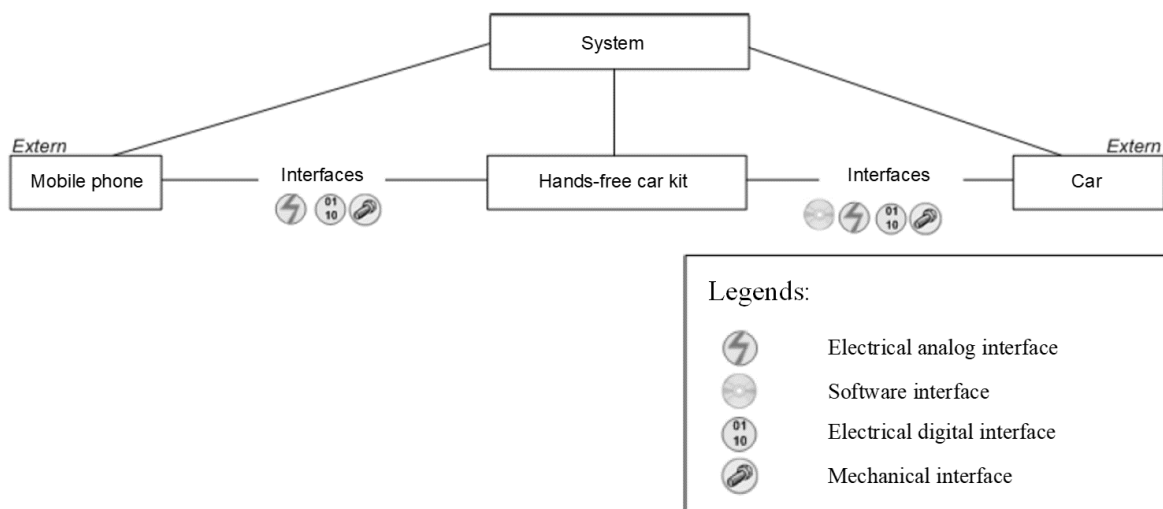 System
Extern
Extern
Mobile phone
Interfaces
Hands-free car kit
Interfaces
Car
01
10
01
10
Legends:
Electrical analog interface
Software interface
01
10
Electrical digital interface
Mechanical interface